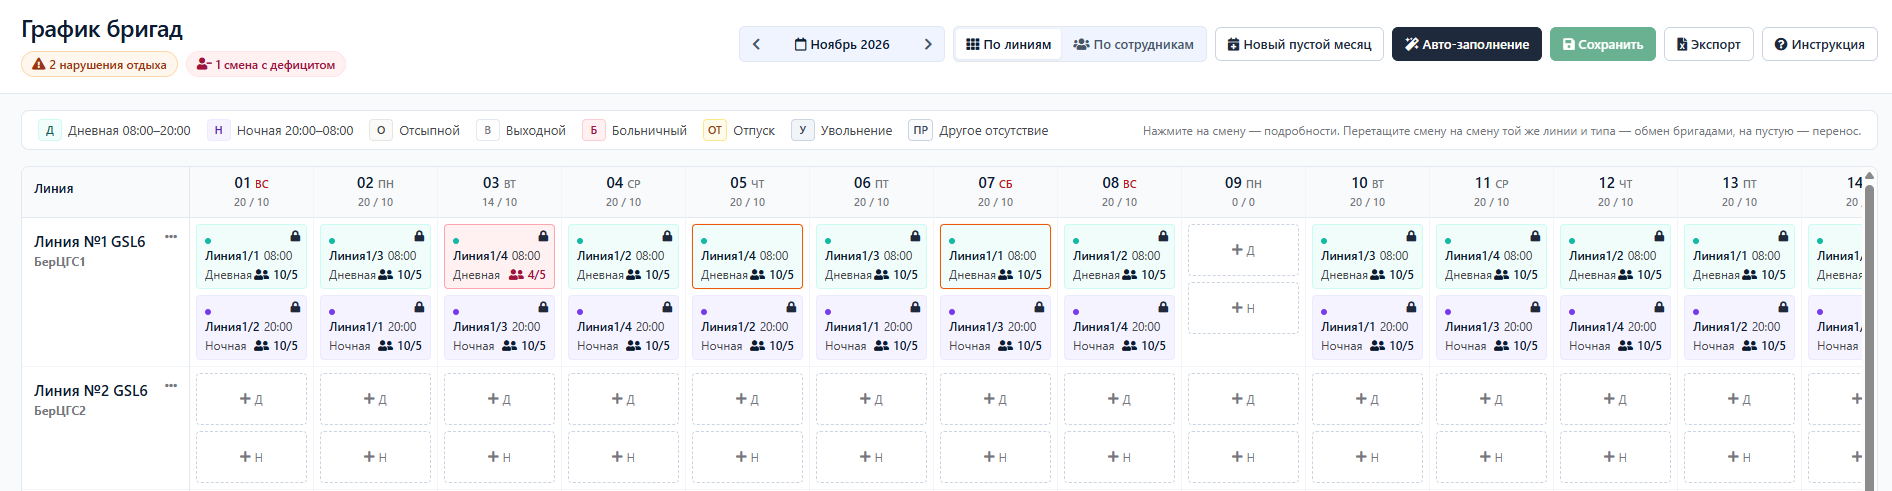 График бригад
2 нарушения отдыха
1 смена с дефицитом
Ноябрь 2026
По линиям
По сотрудникам
Новый пустой месяц
Авто-заполнение
Сохранить
Экспорт
Инструкция
Д Дневная 08:00–20:00
Н Ночная 20:00–08:00
О Отсыпной
В Выходной
Б Больничный
ОТ Отпуск
У Увольнение
ПР Другое отсутствие
Нажмите на смену — подробности. Перетащите смену на смену той же линии и типа — обмен бригадами, на пустую — перенос.
Линия
01 ВС 02 ПН 03 ВТ 04 СР 05 ЧТ 06 ПТ 07 СБ 08 ВС 09 ПН 10 ВТ 11 СР 12 ЧТ 13 ПТ 14
20 / 10 20 / 10 14 / 10 20 / 10 20 / 10 20 / 10 20 / 10 20 / 10 0 / 0 20 / 10 20 / 10 20 / 10 20 / 10 20
Линия №1 GSL6 ...
БерЦГС1
Линия1/1 08:00 Линия1/3 08:00 Линия1/4 08:00 Линия1/2 08:00 Линия1/4 08:00 Линия1/3 08:00 Линия1/1 08:00 Линия1/2 08:00 + Д Линия1/3 08:00 Линия1/4 08:00 Линия1/2 08:00 Линия1/1 08:00 Линия1/
Дневная 10/5 Дневная 10/5 Дневная 4/5 Дневная 10/5 Дневная 10/5 Дневная 10/5 Дневная 10/5 Дневная 10/5 Дневная 10/5 Дневная 10/5 Дневная 10/5 Дневная 10/5 Дневная
Линия1/2 20:00 Линия1/1 20:00 Линия1/3 20:00 Линия1/4 20:00 Линия1/2 20:00 Линия1/1 20:00 Линия1/3 20:00 Линия1/4 20:00 + Н Линия1/1 20:00 Линия1/3 20:00 Линия1/4 20:00 Линия1/2 20:00 Линия1/
Ночная 10/5 Ночная 10/5 Ночная 10/5 Ночная 10/5 Ночная 10/5 Ночная 10/5 Ночная 10/5 Ночная 10/5 Ночная 10/5 Ночная 10/5 Ночная 10/5 Ночная 10/5 Ночная
Линия №2 GSL6 ...
БерЦГС2
+ Д + Д + Д + Д + Д + Д + Д + Д + Д + Д + Д + Д + Д +
+ Н + Н + Н + Н + Н + Н + Н + Н + Н + Н + Н + Н + Н +